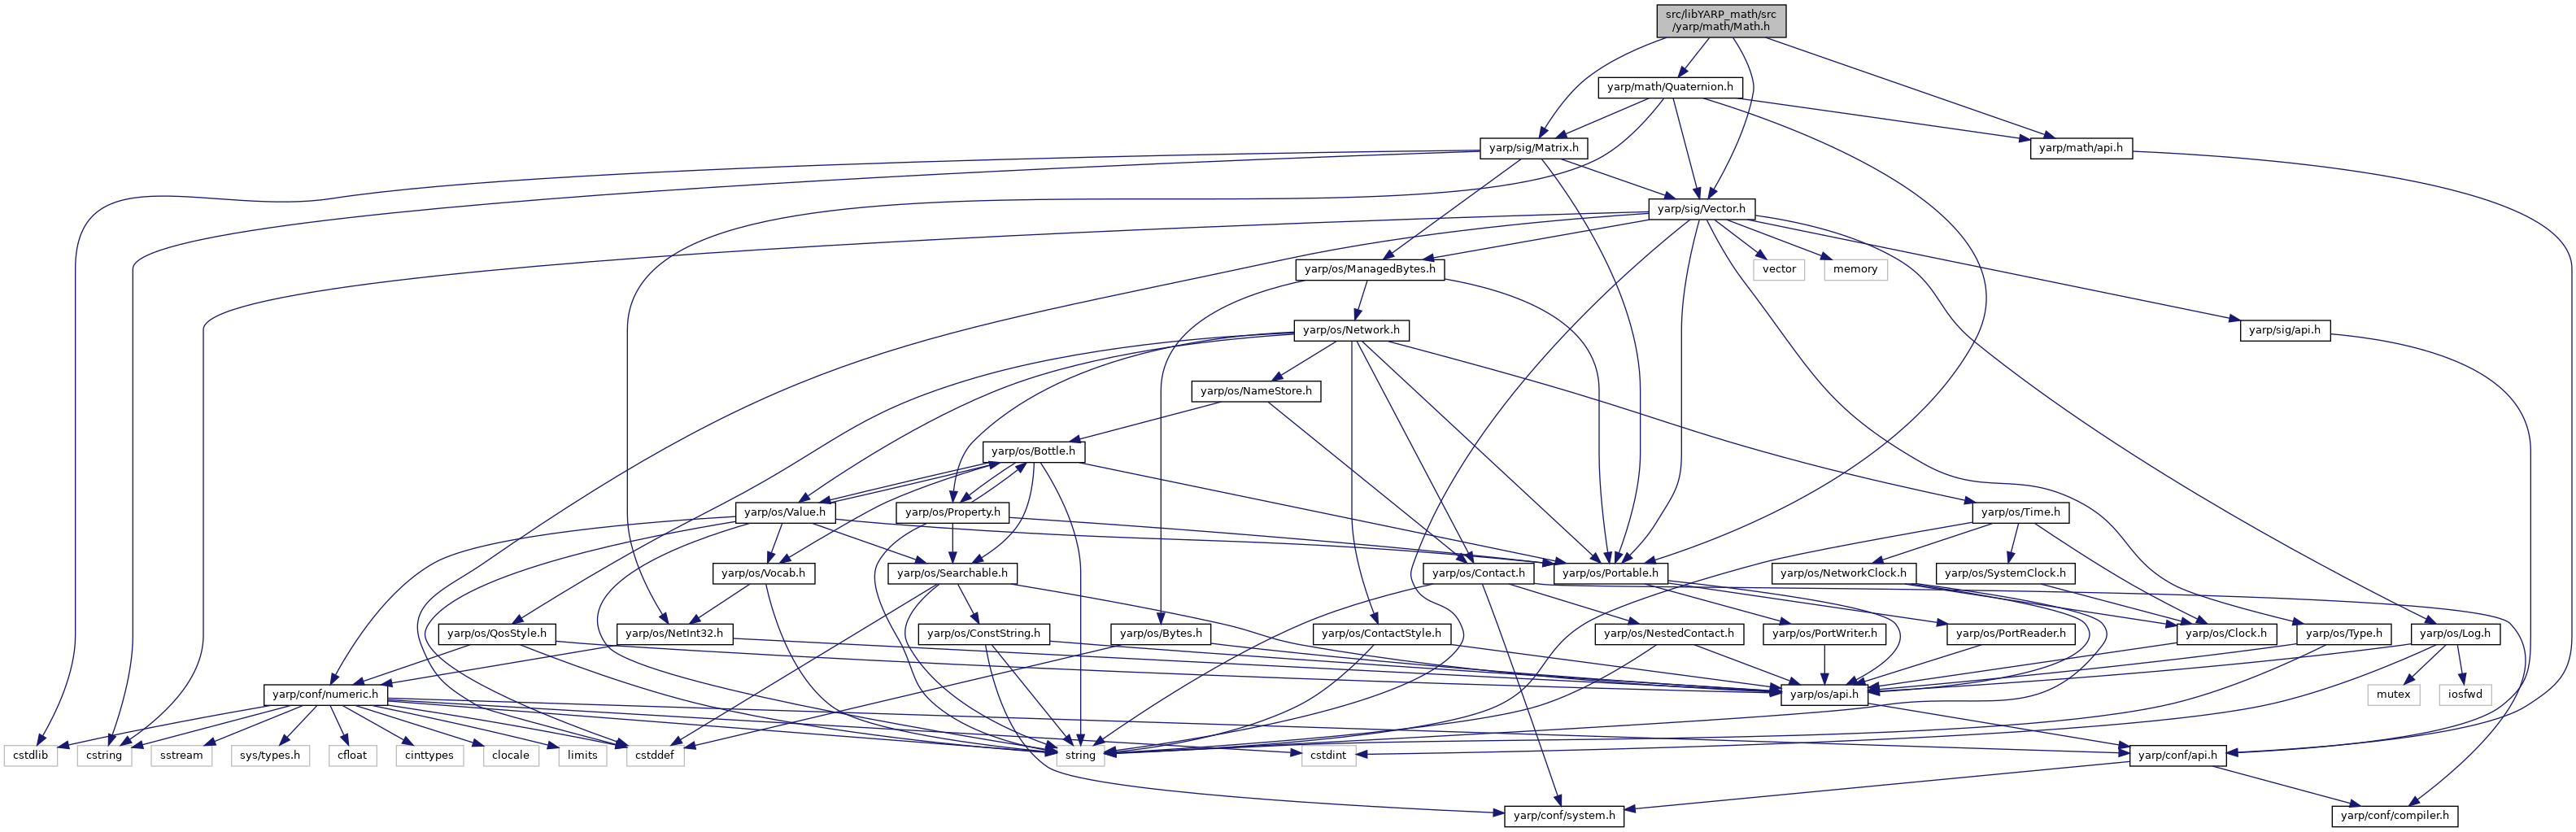 src/libYARP_math/src
/yarp/math/Math.h
yarp/math/Quaternion.h
yarp/sig/Matrix.h
yarp/math/api.h
yarp/sig/Vector.h
yarp/os/ManagedBytes.h
vector
memory
yarp/os/Network.h
yarp/sig/api.h
yarp/os/NameStore.h
yarp/os/Bottle.h
yarp/os/Value.h
yarp/os/Property.h
yarp/os/Time.h
yarp/os/Vocab.h
yarp/os/Searchable.h
yarp/os/Contact.h
yarp/os/Portable.h
yarp/os/NetworkClock.h
yarp/os/SystemClock.h
yarp/os/QosStyle.h
yarp/os/NetInt32.h
yarp/os/ConstString.h
yarp/os/Bytes.h
yarp/os/ContactStyle.h
yarp/os/NestedContact.h
yarp/os/PortWriter.h
yarp/os/PortReader.h
yarp/os/Clock.h
yarp/os/Type.h
yarp/os/Log.h
yarp/conf/numeric.h
yarp/os/api.h
mutex
iosfwd
cstdlib
cstring
sstream
sys/types.h
cfloat
cinttypes
clocale
limits
cstddef
string
cstdint
yarp/conf/api.h
yarp/conf/system.h
yarp/conf/compiler.h